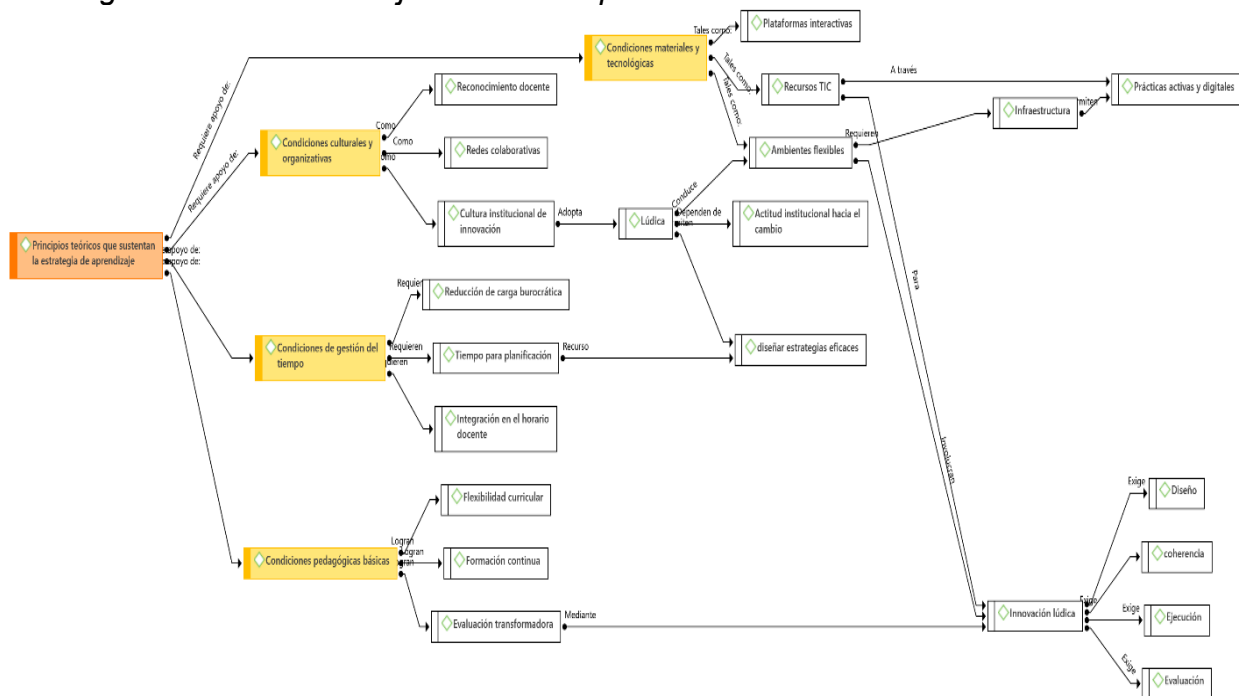 Tales como:
Plataformas interactivas
Condiciones materiales y
tecnológicas
Tales como:
Tales como:
A través
Recursos TIC
Prácticas activas y digitales
Requiere apoyo de:
Reconocimiento docente
Infraestructura
Como
Condiciones culturales y
organizativas
Como
Redes colaborativas
Requieren
Ambientes flexibles
Requiere apoyo de:
Conduce
Cultura institucional de
innovación
Adopta
Lúdica
Dependen de
Actitud institucional hacia el
cambio
Principios teóricos que sustentan
la estrategia de aprendizaje
apoyo de:
apoyo de:
Para
Reducción de carga burocrática
Condiciones de gestión del
tiempo
Requieren
Tiempo para planificación
Recurso
diseñar estrategias eficaces
Integración en el horario
docente
Involucran
Flexibilidad curricular
Exige
Diseño
Logran
Logran
Condiciones pedagógicas básicas
Formación continua
coherencia
Evaluación transformadora
Mediante
Innovación lúdica
Exige
Exige
Ejecución
Exige
Evaluación